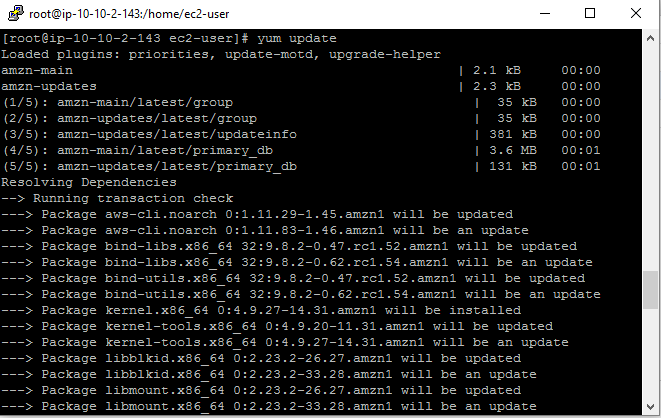 root@ip-10-10-2-143:/home/ec2-user
[root@ip-10-10-2-143 ec2-user]# yum update
Loaded plugins: priorities, update-motd, upgrade-helper
amzn-main | 2.1 kB 00:00
amzn-updates | 2.3 kB 00:00
(1/5): amzn-main/latest/group | 35 kB 00:00
(2/5): amzn-updates/latest/group | 35 kB 00:00
(3/5): amzn-updates/latest/updateinfo | 381 kB 00:00
(4/5): amzn-main/latest/primary_db | 3.6 MB 00:01
(5/5): amzn-updates/latest/primary_db | 131 kB 00:01
Resolving Dependencies
--> Running transaction check
---> Package aws-cli.noarch 0:1.11.29-1.45.amzn1 will be updated
---> Package aws-cli.noarch 0:1.11.83-1.46.amzn1 will be an update
---> Package bind-libs.x86_64 32:9.8.2-0.47.rc1.52.amzn1 will be updated
---> Package bind-libs.x86_64 32:9.8.2-0.62.rc1.54.amzn1 will be an update
---> Package bind-utils.x86_64 32:9.8.2-0.47.rc1.52.amzn1 will be updated
---> Package bind-utils.x86_64 32:9.8.2-0.62.rc1.54.amzn1 will be an update
---> Package kernel.x86_64 0:4.9.27-14.31.amzn1 will be installed
---> Package kernel-tools.x86_64 0:4.9.20-11.31.amzn1 will be updated
---> Package kernel-tools.x86_64 0:4.9.27-14.31.amzn1 will be an update
---> Package libblkid.x86_64 0:2.23.2-26.27.amzn1 will be updated
---> Package libblkid.x86_64 0:2.23.2-33.28.amzn1 will be an update
---> Package libmount.x86_64 0:2.23.2-26.27.amzn1 will be updated
---> Package libmount.x86_64 0:2.23.2-33.28.amzn1 will be an update